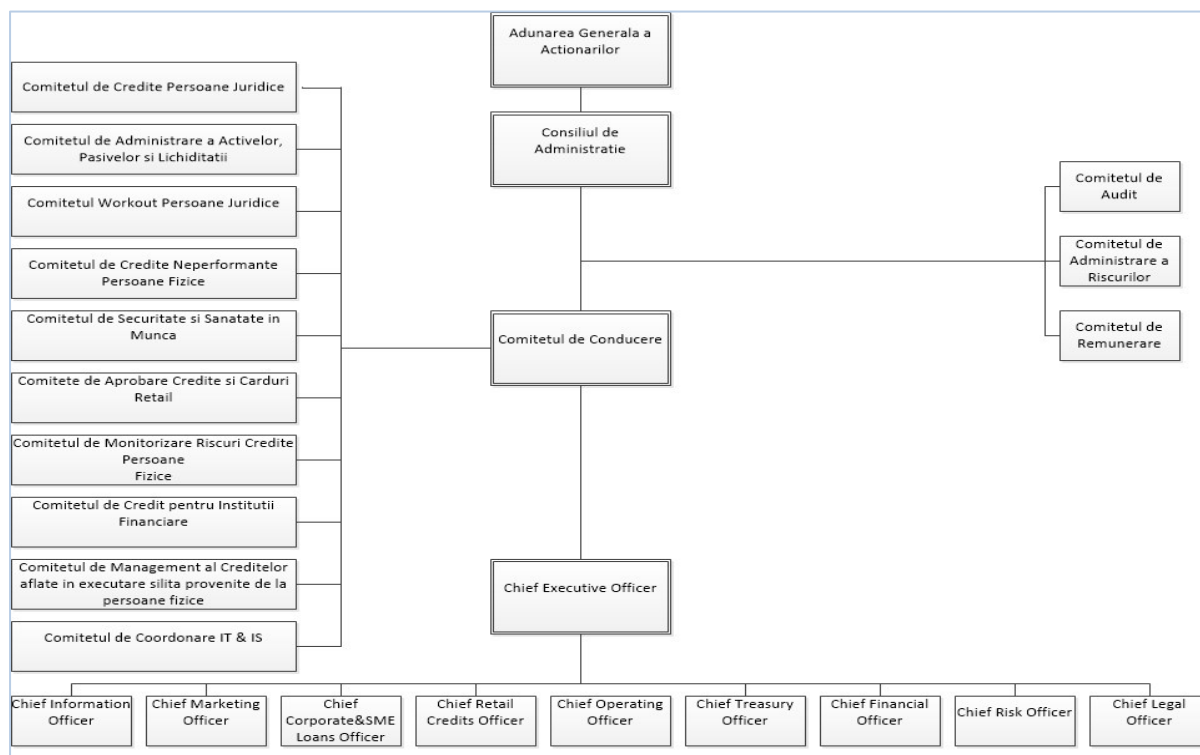 Adunarea Generala a
Actionarilor
Consiliul de
Administratie
Comitetul de Credite Persoane Juridice
Comitetul de Administrare a Activelor,
Pasivelor si Lichiditatii
Comitetul Workout Persoane Juridice
Comitetul de Credite Neperformante
Persoane Fizice
Comitetul de Securitate si Sanatate in
Munca
Comitete de Aprobare Credite si Carduri
Retail
Comitetul de Monitorizare Riscuri Credite
Persoane
Fizice
Comitetul de Credit pentru Institutii
Financiare
Comitetul de Management al Creditelor
aflate in executare silita provenite de la
persoane fizice
Comitetul de Coordonare IT & IS
Comitetul de
Audit
Comitetul de
Administrare a
Riscurilor
Comitetul de
Remunerare
Comitetul de Conducere
Chief Executive Officer
Chief Information
Officer
Chief Marketing
Officer
Chief
Corporate&SME
Loans Officer
Chief Retail
Credits Officer
Chief Operating
Officer
Chief Treasury
Officer
Chief Financial
Officer
Chief Risk Officer
Chief Legal
Officer